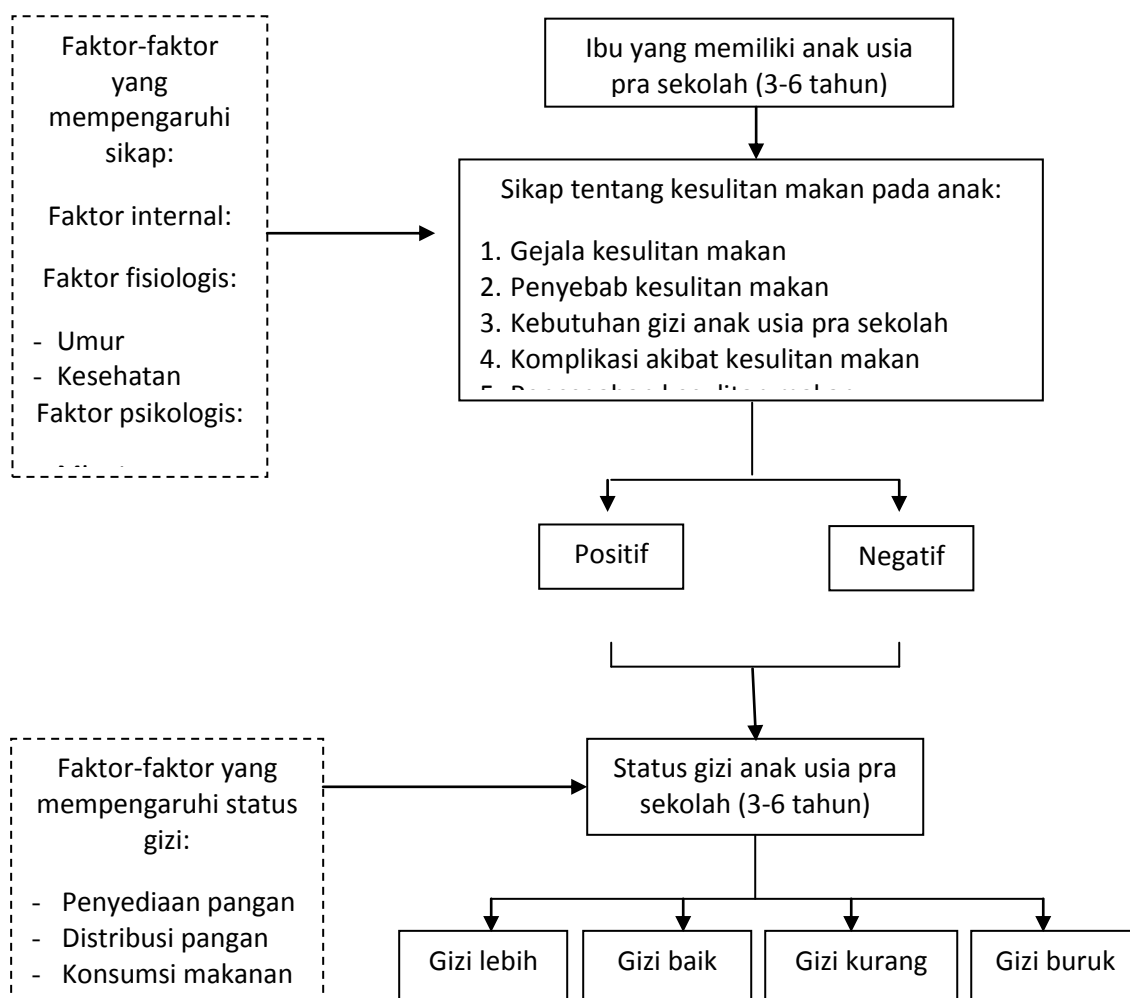 Faktor-faktor
yang
mempengaruhi
sikap:
Faktor internal:
Faktor fisiologis:
- Umur
- Kesehatan
Faktor psikologis:
Ibu yang memiliki anak usia
pra sekolah (3-6 tahun)
Sikap tentang kesulitan makan pada anak:
1. Gejala kesulitan makan
2. Penyebab kesulitan makan
3. Kebutuhan gizi anak usia pra sekolah
4. Komplikasi akibat kesulitan makan
Positif
Negatif
Faktor-faktor yang
mempengaruhi status
gizi:
- Penyediaan pangan
- Distribusi pangan
- Konsumsi makanan
Status gizi anak usia pra
sekolah (3-6 tahun)
Gizi lebih
Gizi baik
Gizi kurang
Gizi buruk